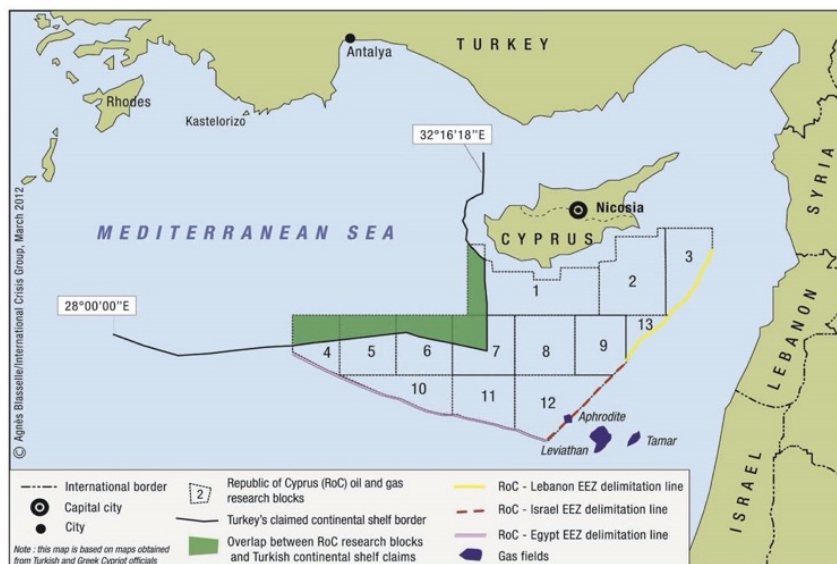 TURKEY
Antalya
Rhodes
Kastelorizo
32°16'18"E
SYRIA
Nicosia
MEDITERRANEAN SEA
CYPRUS
3
2
1
28°00'00"E
13
LEBANON
4
5
6
7
8
9
10
11
12
Aphrodite
Leviathan
Tamar
ISRAEL
© Agnès Blasselle/International Crisis Group, March 2012
International border
Capital city
City
Note : this map is based on maps obtained
from Turkish and Greek Cypriot officials
2
Republic of Cyprus (RoC) oil and gas
research blocks
Turkey's claimed continental shelf border
Overlap between RoC research blocks
and Turkish continental shelf claims
RoC - Lebanon EEZ delimitation line
RoC - Israel EEZ delimitation line
RoC - Egypt EEZ delimitation line
Gas fields